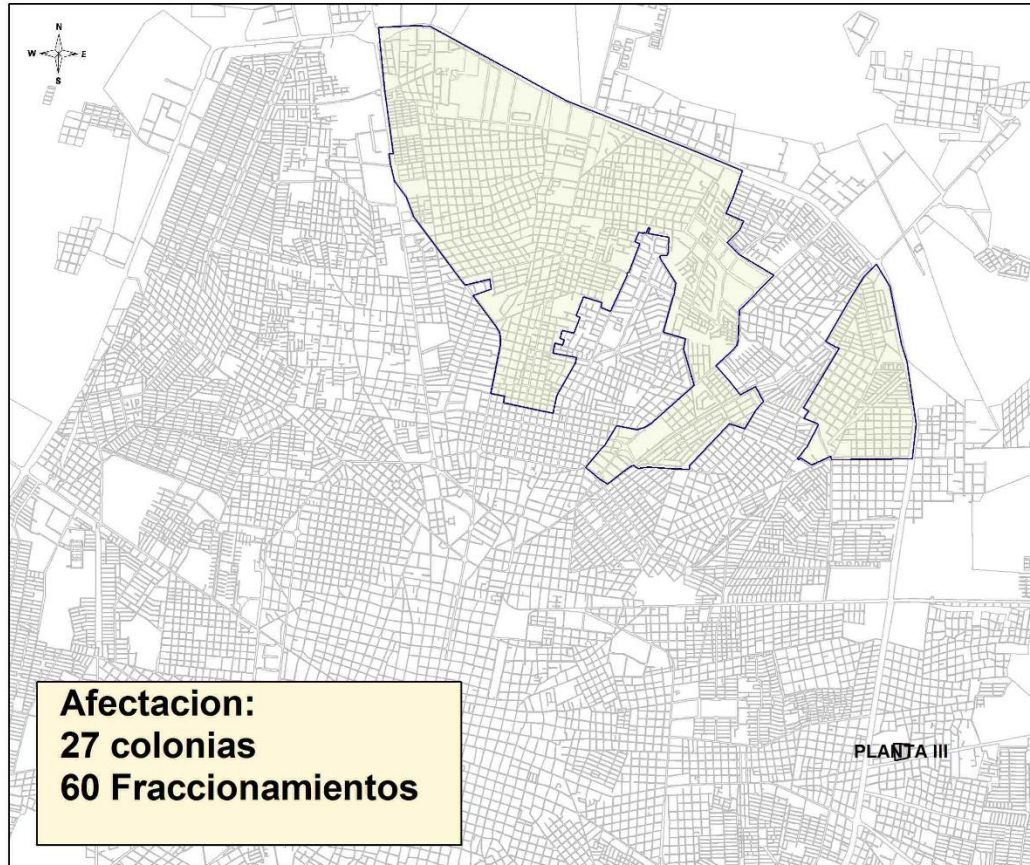 N
W E
S
PLANTA III
Afectacion:
27 colonias
60 Fraccionamientos